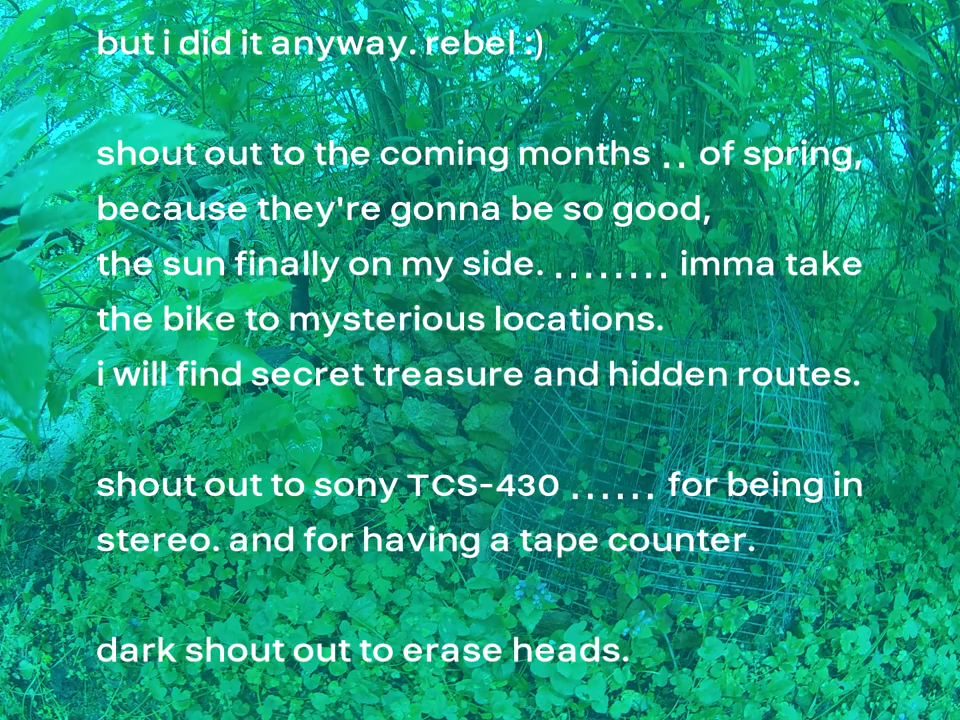 but i did it anyway. rebel :)
shout out to the coming months .. of spring,
because they're gonna be so good,
the sun finally on my side. ........ imma take
the bike to mysterious locations.
i will find secret treasure and hidden routes.
shout out to sony TCS-430 ...... for being in
stereo. and for having a tape counter.
dark shout out to erase heads.